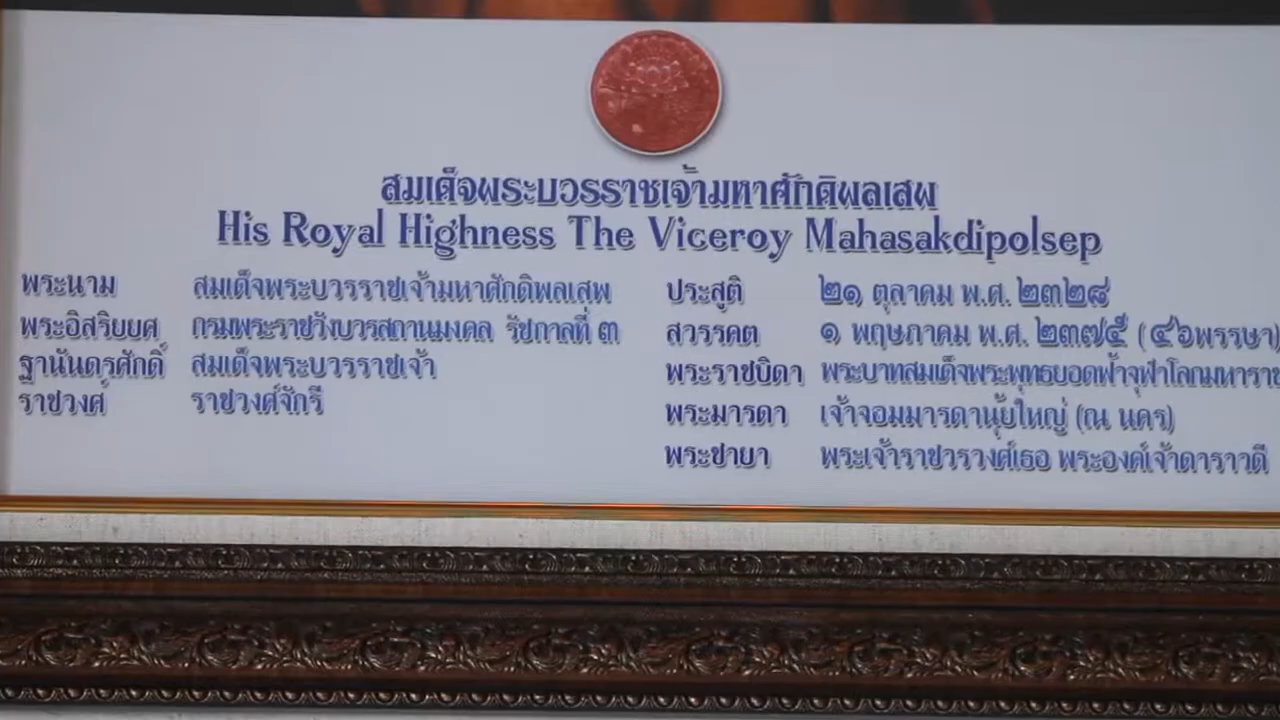 สมเด็จพระบวรราชเจ้ามหาศักดิพลเสพ
His Royal Highness The Viceroy Mahasakdipolsep
พระนาม สมเด็จพระบวรราชเจ้ามหาศักดิพลเสพ
พระอิสริยยศ กรมพระราชวังบวรสถานมงคล รัชกาลที่ ๓
ฐานันดรศักดิ์ สมเด็จพระบวรราชเจ้า
ราชวงศ์ ราชวงศ์จักรี
ประสูติ ๒๑ ตุลาคม พ.ศ. ๒๓๒๘
สวรรคต ๑ พฤษภาคม พ.ศ. ๒๓๗๕ (๔๖พรรษา)
พระราชบิดา พระบาทสมเด็จพระพุทธยอดฟ้าจุฬาโลกมหาราช
พระมารดา เจ้าจอมมารดานุ้ยใหญ่ (ณ นคร)
พระชายา พระเจ้าราชวรวงศ์เธอ พระองค์เจ้าดาราวดี